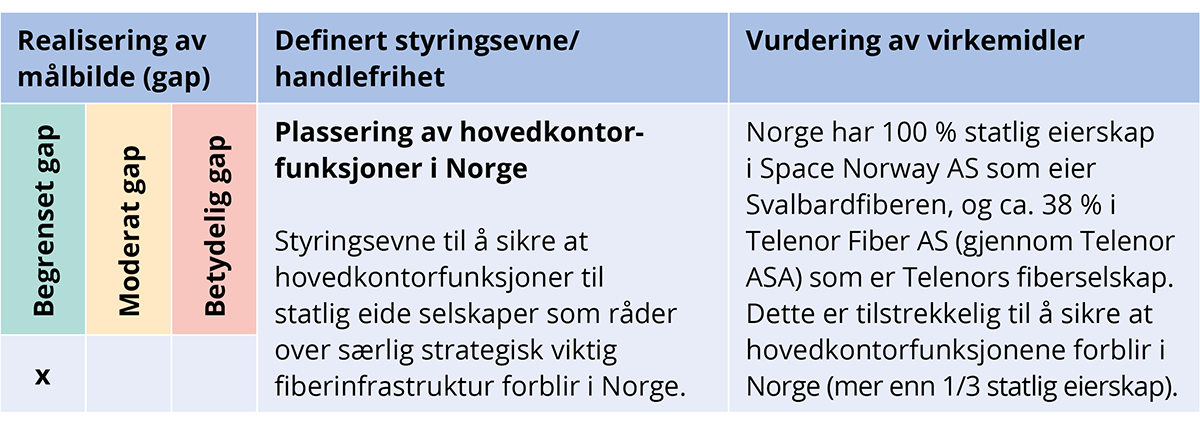 Realisering av
målbilde (gap)
Definert styringsevne/
handlefrihet
Vurdering av virkemidler
Begrenset gap
Moderat gap
Betydelig gap
x
Plassering av hovedkontor-
funksjoner i Norge
Styringsevne til å sikre at
hovedkontorfunksjoner til
statlig eide selskaper som råder
over særlig strategisk viktig
fiberinfrastruktur forblir i Norge.
Norge har 100 % statlig eierskap
i Space Norway AS som eier
Svalbardfiberen, og ca. 38 % i
Telenor Fiber AS (gjennom Telenor
ASA) som er Telenors fiberselskap.
Dette er tilstrekkelig til å sikre at
hovedkontorfunksjonene forblir i
Norge (mer enn 1/3 statlig eierskap).